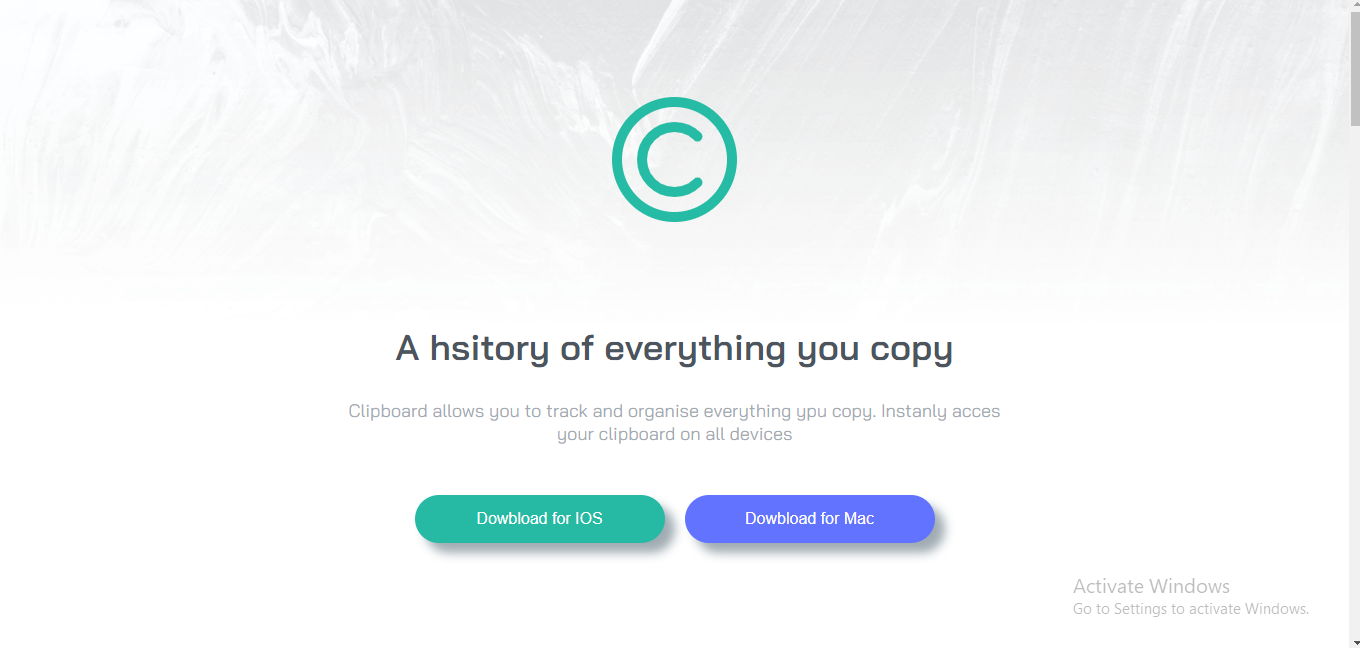 A hsitory of everything you copy
Clipboard allows you to track and organise everything ypu copy. Instanly acces
your clipboard on all devices
Dowbload for IOS
Dowbload for Mac
Activate Windows
Go to Settings to activate Windows.